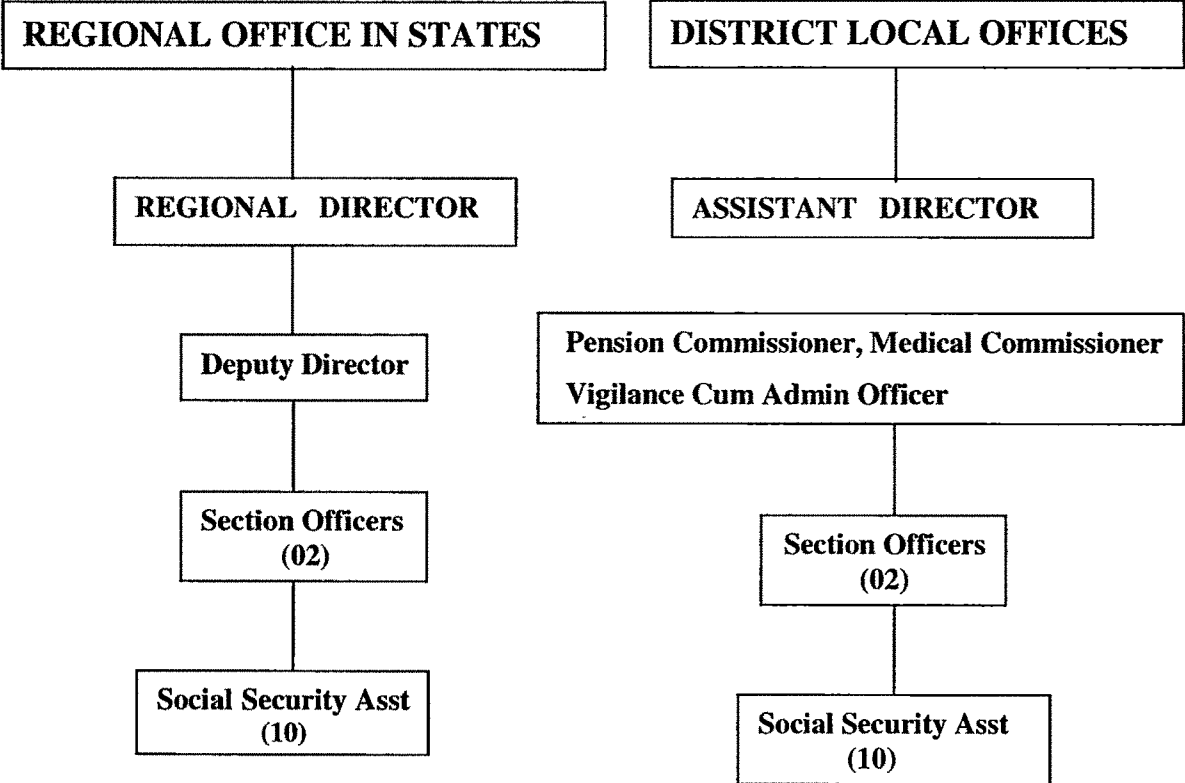 REGIONAL OFFICE IN STATES
REGIONAL DIRECTOR
Deputy Director
Section Officers
(02)
Social Security Asst
(10)
DISTRICT LOCAL OFFICES
ASSISTANT DIRECTOR
Pension Commissioner, Medical Commissioner
Vigilance Cum Admin Officer
Section Officers
(02)
Social Security Asst
(10)